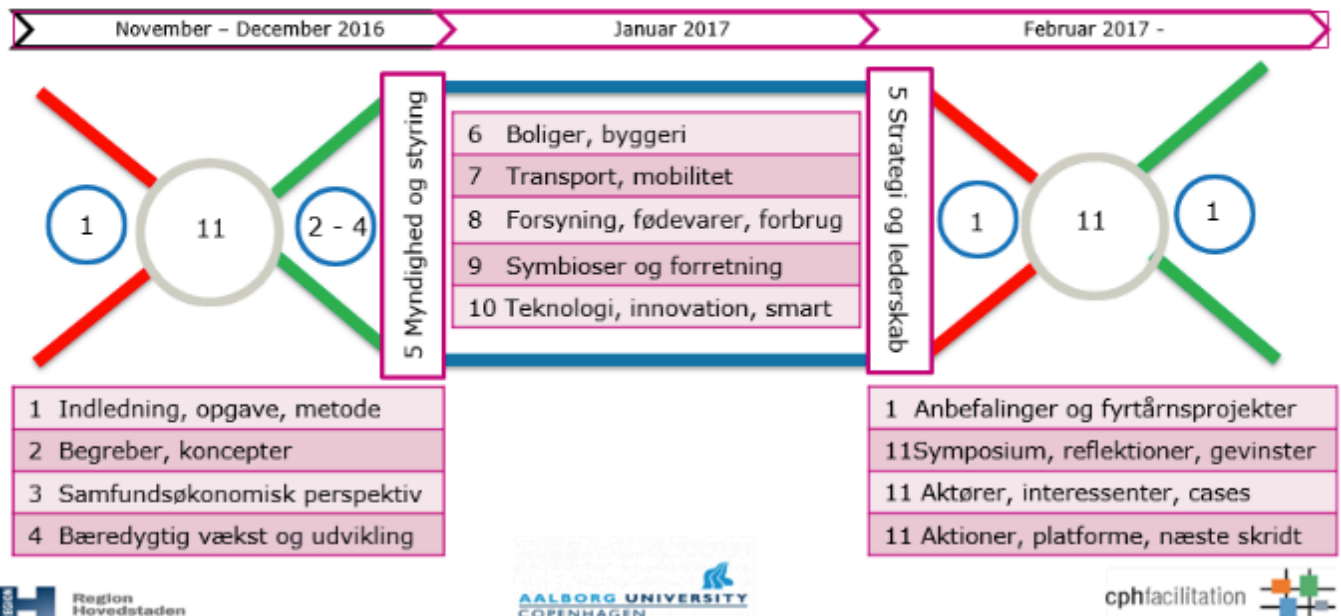 November – December 2016
Januar 2017
Februar 2017 -
1
11
2 - 4
5 Myndighed og styring
6 Boliger, byggeri
7 Transport, mobilitet
8 Forsyning, fødevarer, forbrug
9 Symbioser og forretning
10 Teknologi, innovation, smart
5 Strategi og lederskab
1
11
1
1 Indledning, opgave, metode
2 Begreber, koncepter
3 Samfundsøkonomisk perspektiv
4 Bæredygtig vækst og udvikling
1 Anbefalinger og fyrtårnsprojekter
11Symposium, reflektioner, gevinster
11 Aktører, interessenter, cases
11 Aktioner, platforme, næste skridt
REGION
Region
Hovedstaden
AALBORG UNIVERSITY
COPENHAGEN
cphfacilitation